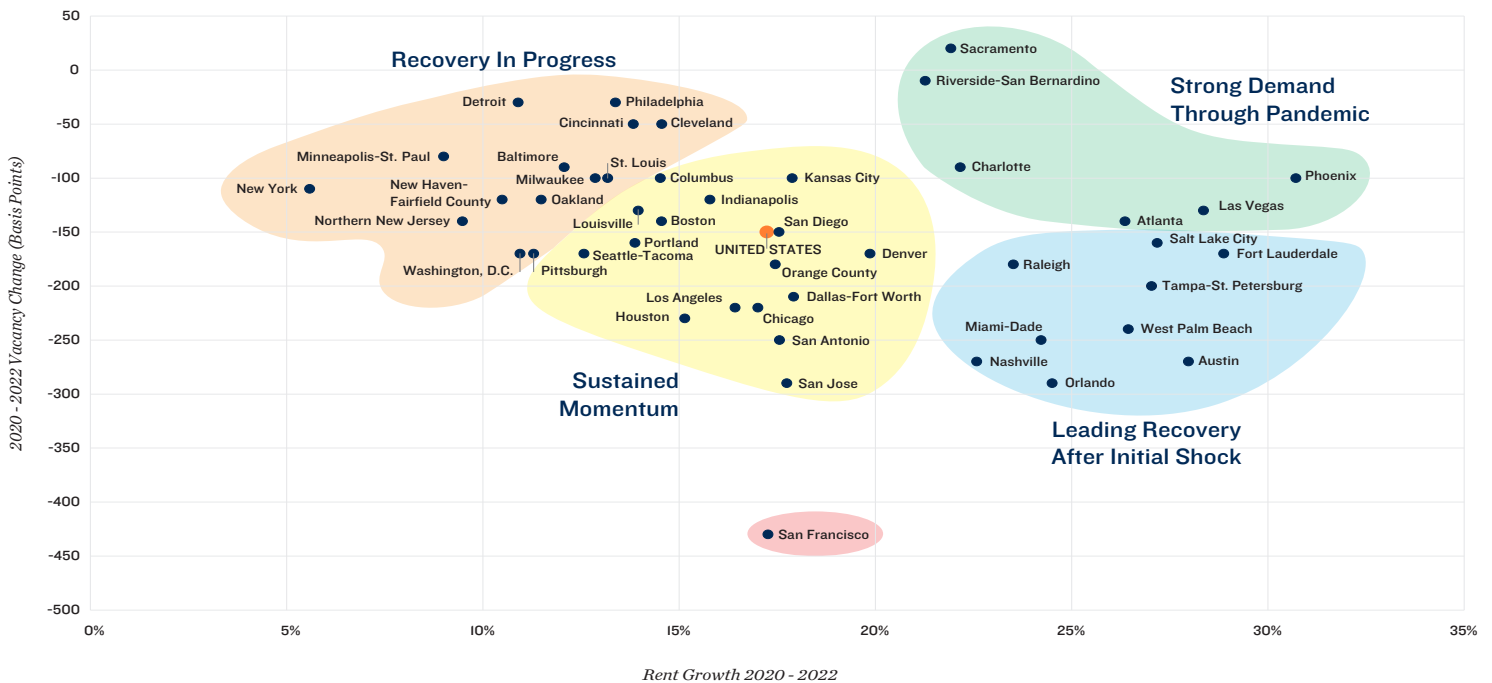 50
0
-50
-100
-150
-200
-250
-300
-350
-400
-450
-500
2020 - 2022 Vacancy Change (Basis Points)
Recovery In Progress
Detroit
Philadelphia
Cincinnati
Cleveland
Minneapolis-St. Paul
Baltimore
St. Louis
Milwaukee
New York
New Haven-
Fairfield County
Oakland
Northern New Jersey
Washington, D.C.
Pittsburgh
Columbus
Kansas City
Indianapolis
Louisville
Boston
San Diego
UNITED STATES
Portland
Seattle-Tacoma
Denver
Orange County
Los Angeles
Dallas-Fort Worth
Houston
Chicago
San Antonio
San Jose
Sustained
Momentum
Sacramento
Riverside-San Bernardino
Strong Demand
Through Pandemic
Charlotte
Phoenix
Las Vegas
Atlanta
Salt Lake City
Fort Lauderdale
Raleigh
Tampa-St. Petersburg
Miami-Dade
West Palm Beach
Nashville
Austin
Orlando
Leading Recovery
After Initial Shock
San Francisco
0%
5%
10%
15%
20%
25%
30%
35%
Rent Growth 2020 - 2022